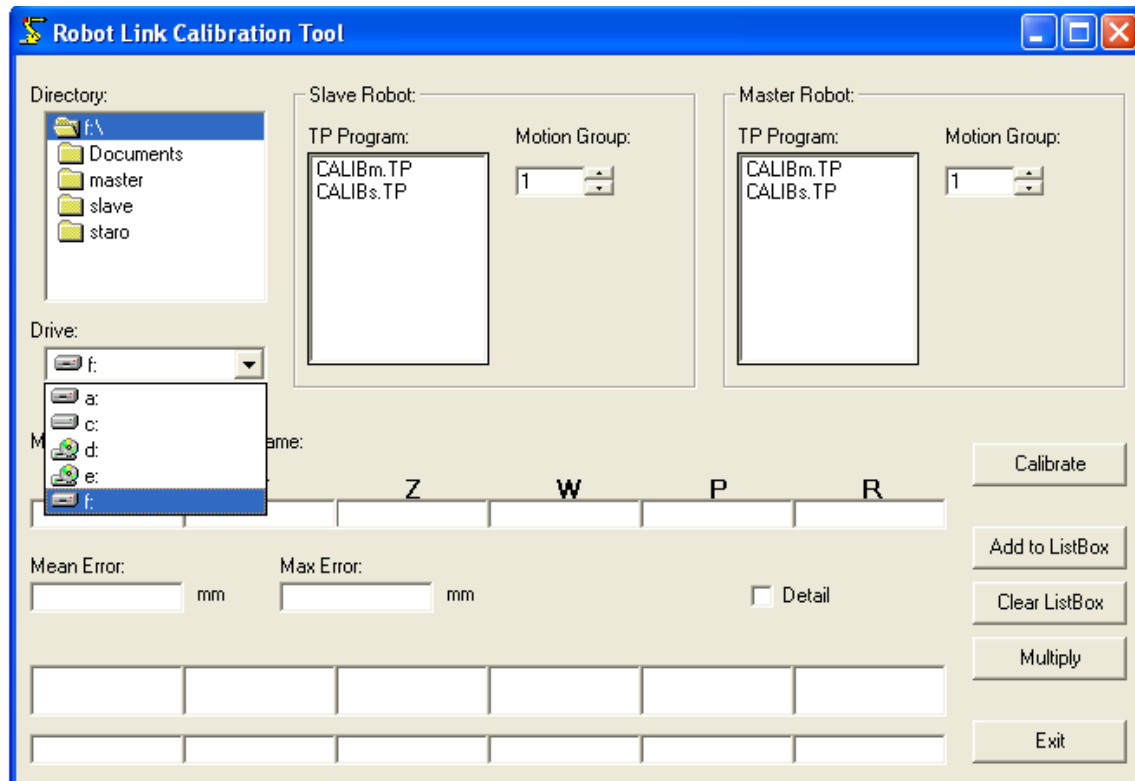 Robot Link Calibration Tool
Directory:
f:\
Documents
master
slave
staro
Drive:
f:
a:
c:
d:
e:
f:
Slave Robot:
TP Program:
CALIBm.TP
CALIBs.TP
Motion Group:
1
Master Robot:
TP Program:
CALIBm.TP
CALIBs.TP
Motion Group:
1
Z W P R
Mean Error:
mm
Max Error:
mm
Detail
Calibrate
Add to ListBox
Clear ListBox
Multiply
Exit